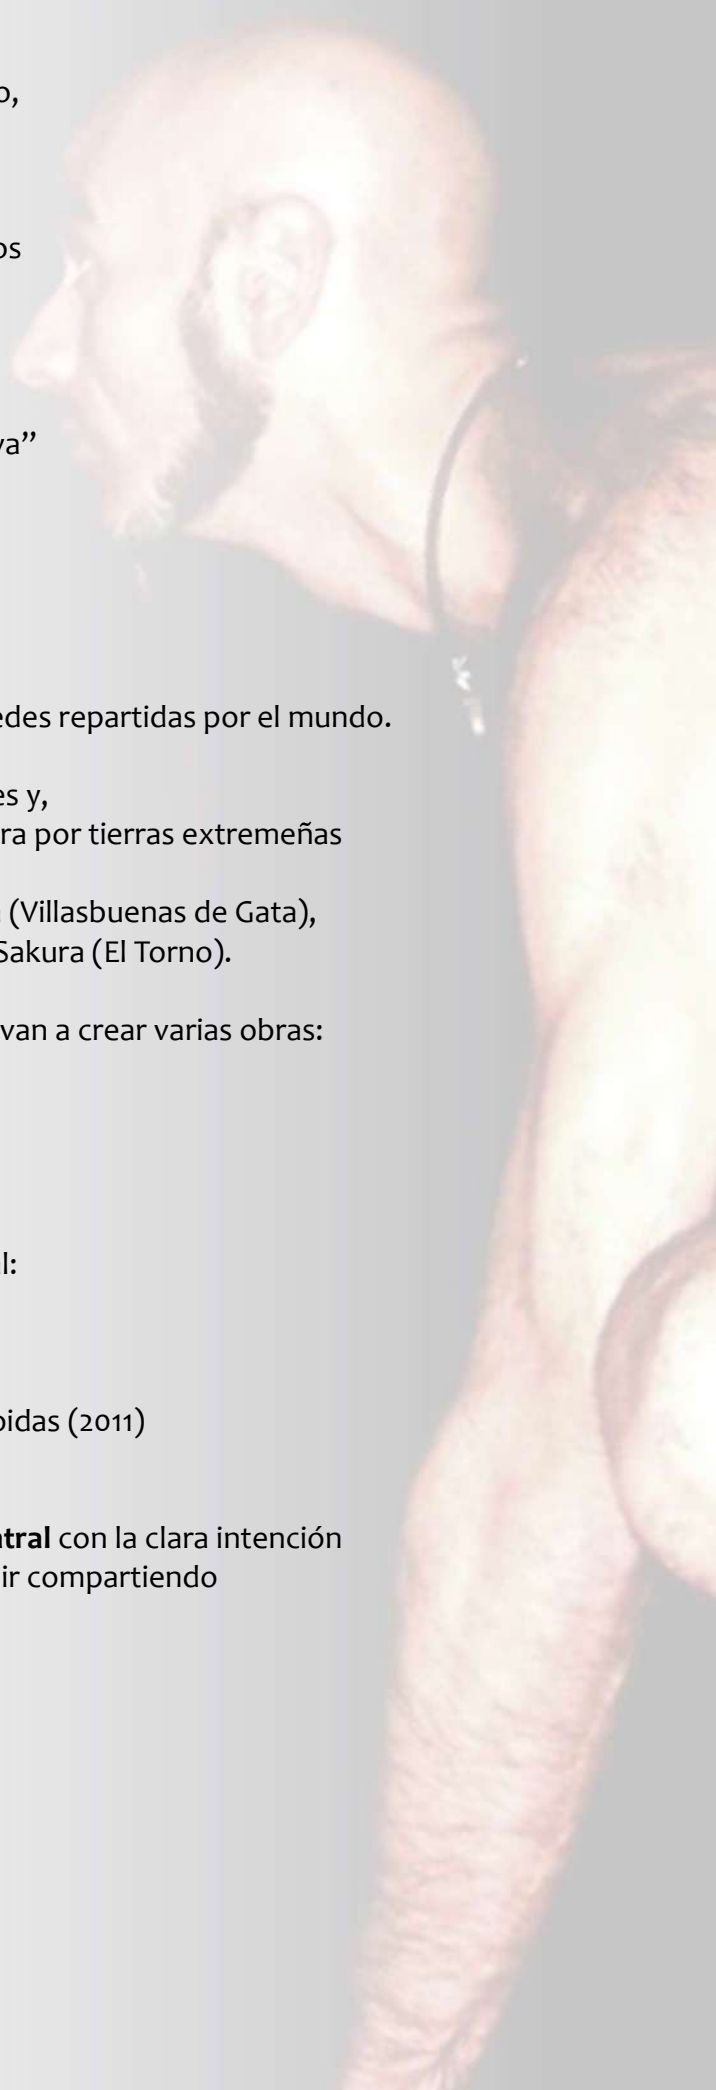 o,
os
va”
edes repartidas por el mundo.
es y,
ra por tierras extremeñas
(Villasbuenas de Gata),
Sakura (El Torno).
van a crear varias obras:
l:
bidas (2011)
atral con la clara intención
ir compartiendo